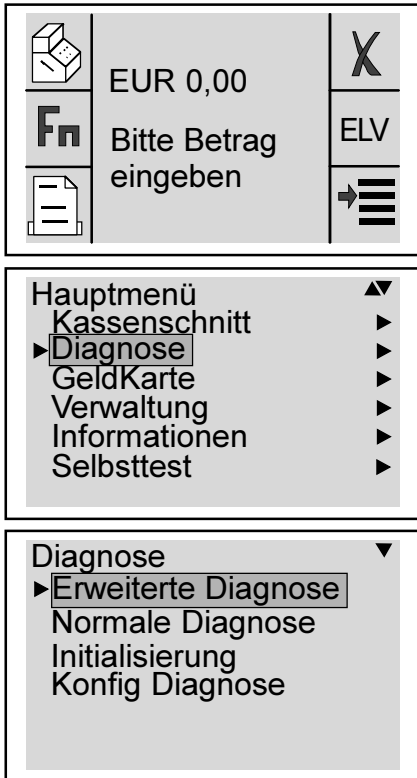 EUR 0,00
Fn
ELV
Bitte Betrag
eingeben
Hauptmenü
Kassenschnitt
Diagnose
GeldKarte
Verwaltung
Informationen
Selbsttest
Diagnose
Erweiterte Diagnose
Normale Diagnose
Initialisierung
Konfig Diagnose